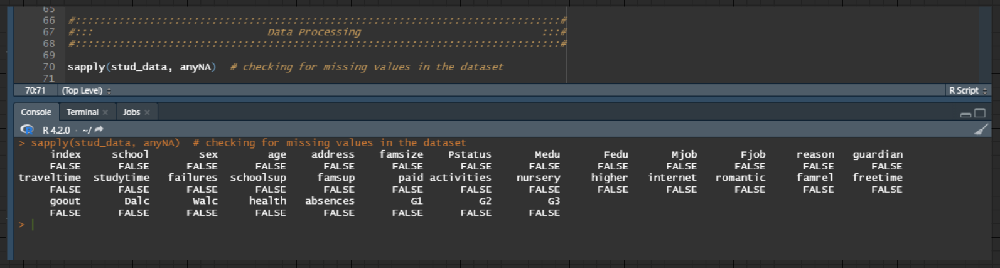 65
66 #::::::::::::::::::::::::::::::::::::::::::::::::::::::::::::::::::::::::::::::#
67 #::: Data Processing :::#
68 #::::::::::::::::::::::::::::::::::::::::::::::::::::::::::::::::::::::::::::::#
69
70 sapply(stud_data, anyNA)  # checking for missing values in the dataset
71
70:71 (Top Level) R Script
Console Terminal Jobs
R 4.2.0 · ~/
> sapply(stud_data, anyNA)  # checking for missing values in the dataset
index school sex age address famsize Pstatus Medu Fedu Mjob Fjob reason guardian
FALSE FALSE FALSE FALSE FALSE FALSE FALSE FALSE FALSE FALSE FALSE FALSE FALSE
traveltime studytime failures schoolsup famsup paid activities nursery higher internet romantic famrel freetime
FALSE FALSE FALSE FALSE FALSE FALSE FALSE FALSE FALSE FALSE FALSE FALSE FALSE
goout Dalc Walc health absences G1 G2 G3
FALSE FALSE FALSE FALSE FALSE FALSE FALSE FALSE
>